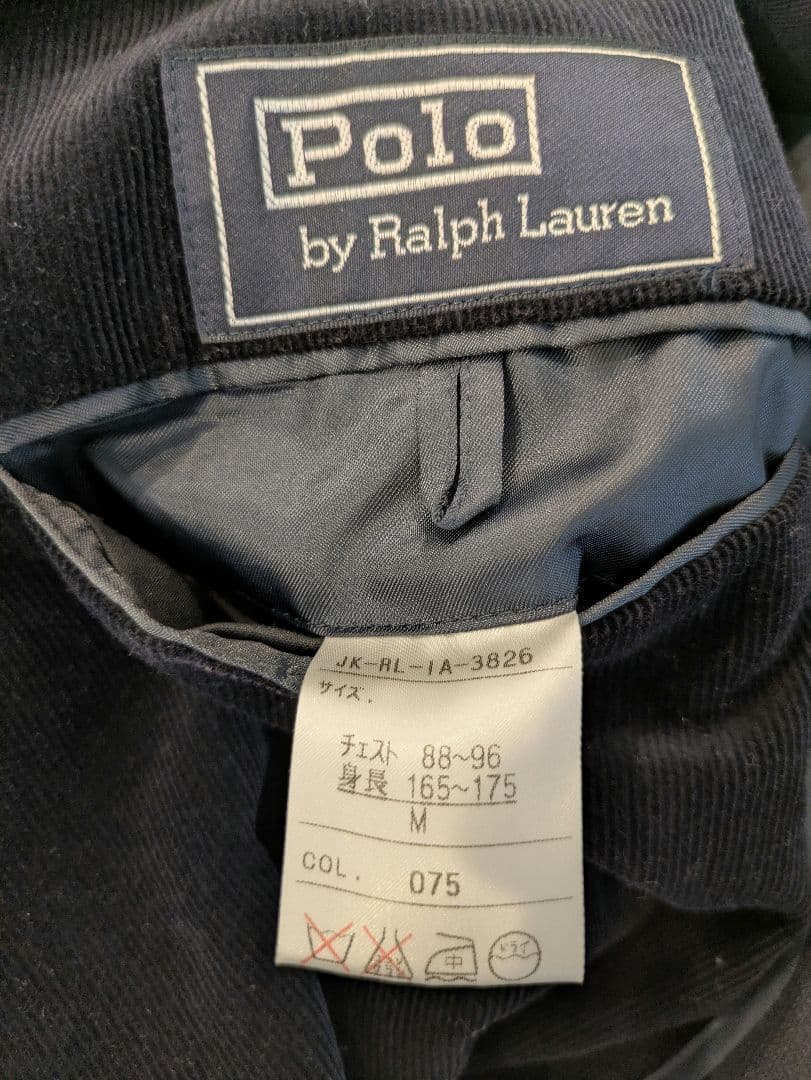 Polo
by Ralph Lauren
JK-RL-1A-3826
サイズ.
チェスト 88~96
身長 165~175
M
COL. 075
中 ドライ